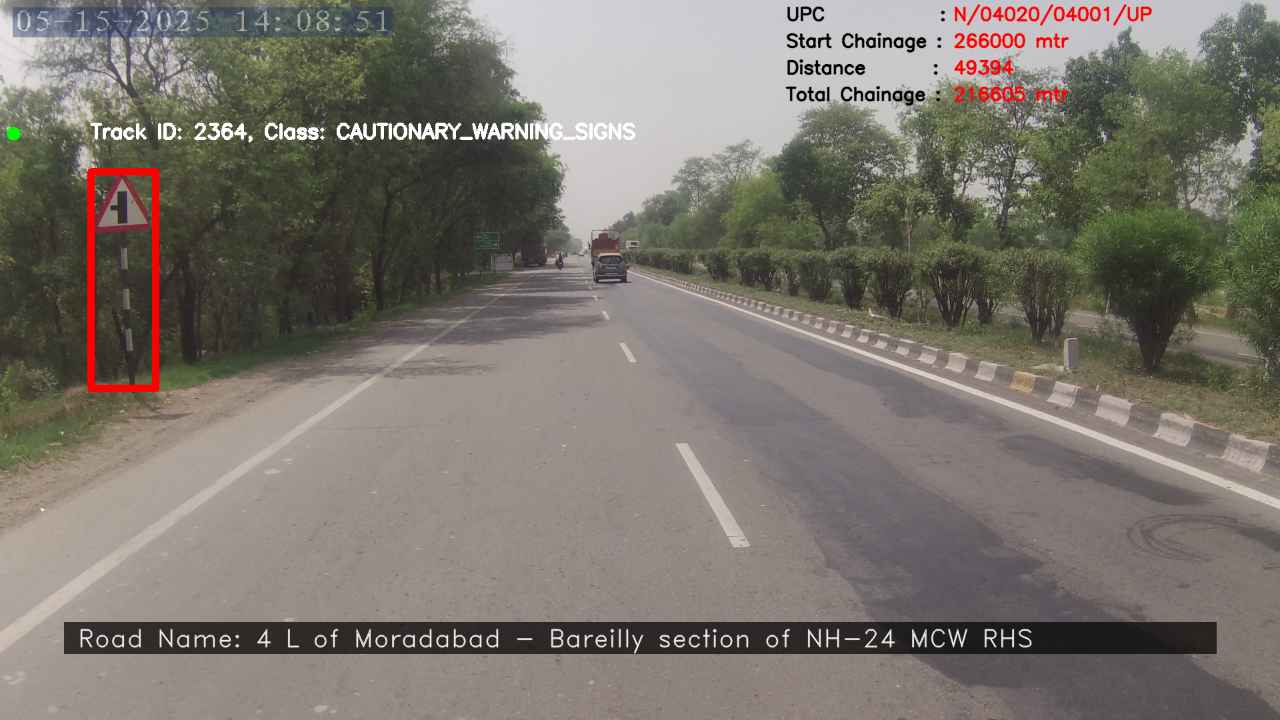 05-15-2025 14:08:51
UPC : N/04020/04001/UP
Start Chainage : 266000 mtr
Distance : 49394
Total Chainage : 216605 mtr
Track ID: 2364, Class: CAUTIONARY_WARNING_SIGNS
Road Name: 4 L of Moradabad - Bareilly section of NH-24 MCW RHS